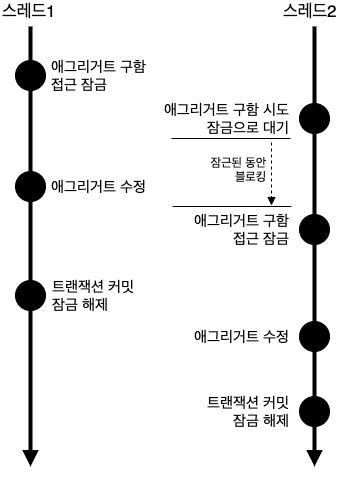 스레드1
애그리거트 구함
접근 잠금
애그리거트 수정
트랜잭션 커밋
잠금 해제
스레드2
애그리거트 구함 시도
잠금으로 대기
잠근된 동안
블로킹
애그리거트 구함
접근 잠금
애그리거트 수정
트랜잭션 커밋
잠금 해제